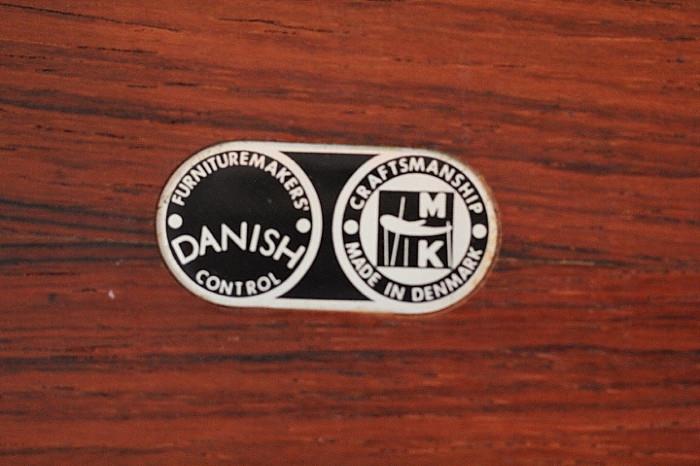 FURNITUREMAKERS'
DANISH
CONTROL
CRAFTSMANSHIP
M
K
MADE IN DENMARK